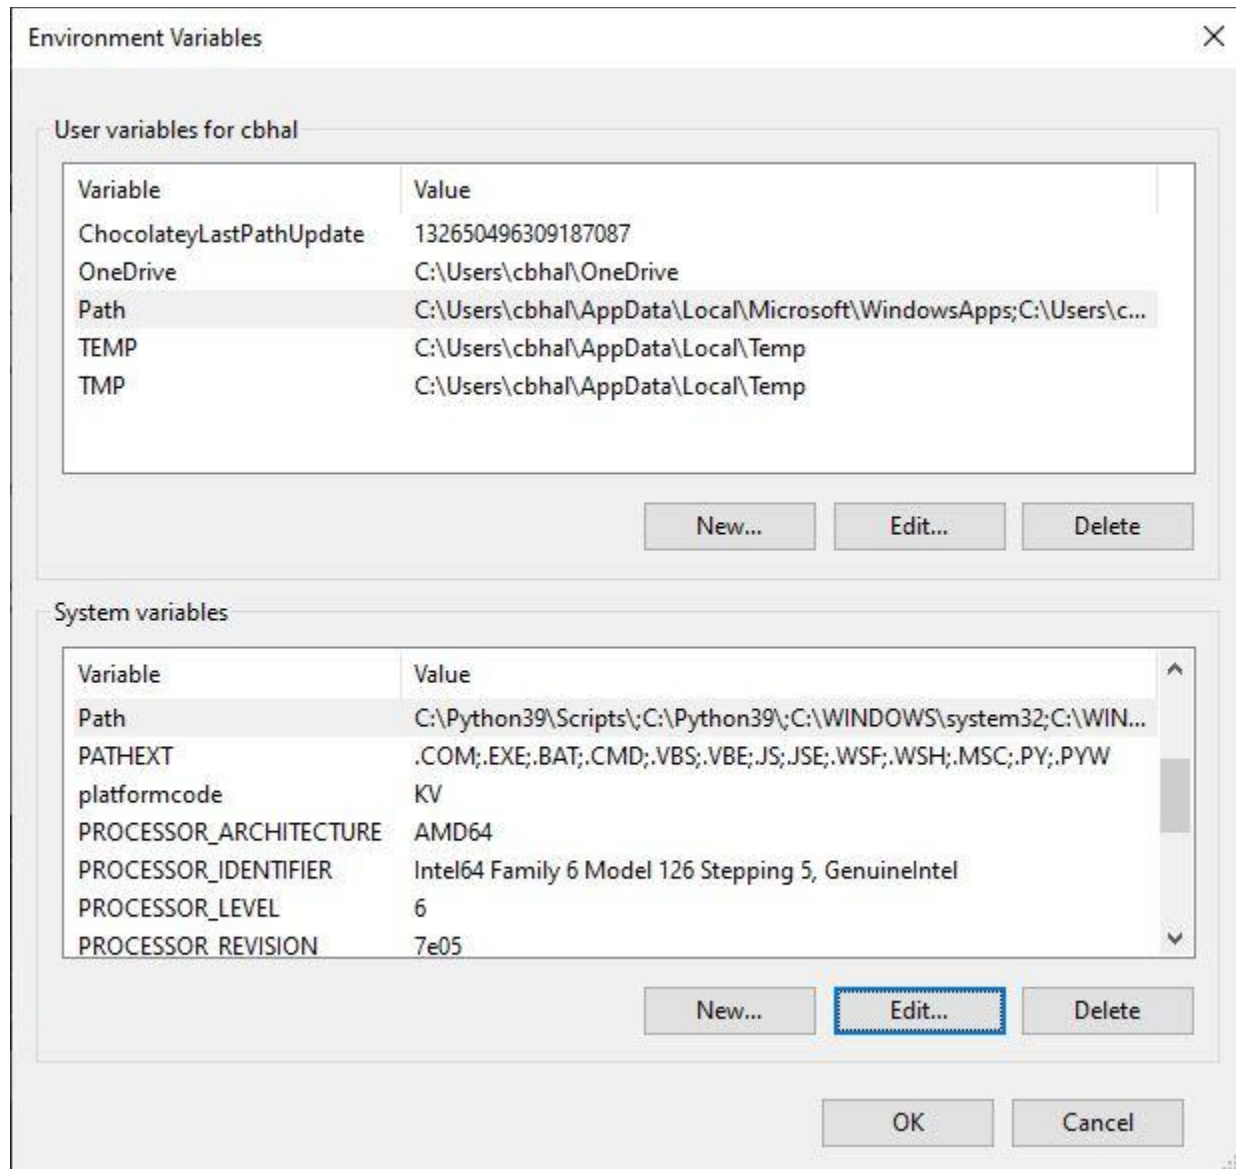 Environment Variables
User variables for cbhal
Variable Value
ChocolateyLastPathUpdate 132650496309187087
OneDrive C:\Users\cbhal\OneDrive
Path C:\Users\cbhal\AppData\Local\Microsoft\WindowsApps;C:\Users\c...
TEMP C:\Users\cbhal\AppData\Local\Temp
TMP C:\Users\cbhal\AppData\Local\Temp
New... Edit... Delete
System variables
Variable Value
Path C:\Python39\Scripts\;C:\Python39\;C:\WINDOWS\system32;C:\WIN...
PATHEXT .COM;.EXE;.BAT;.CMD;.VBS;.VBE;.JS;.JSE;.WSF;.WSH;.MSC;.PY;.PYW
platformcode KV
PROCESSOR_ARCHITECTURE AMD64
PROCESSOR_IDENTIFIER Intel64 Family 6 Model 126 Stepping 5, GenuineIntel
PROCESSOR_LEVEL 6
PROCESSOR_REVISION 7e05
New... Edit... Delete
OK Cancel